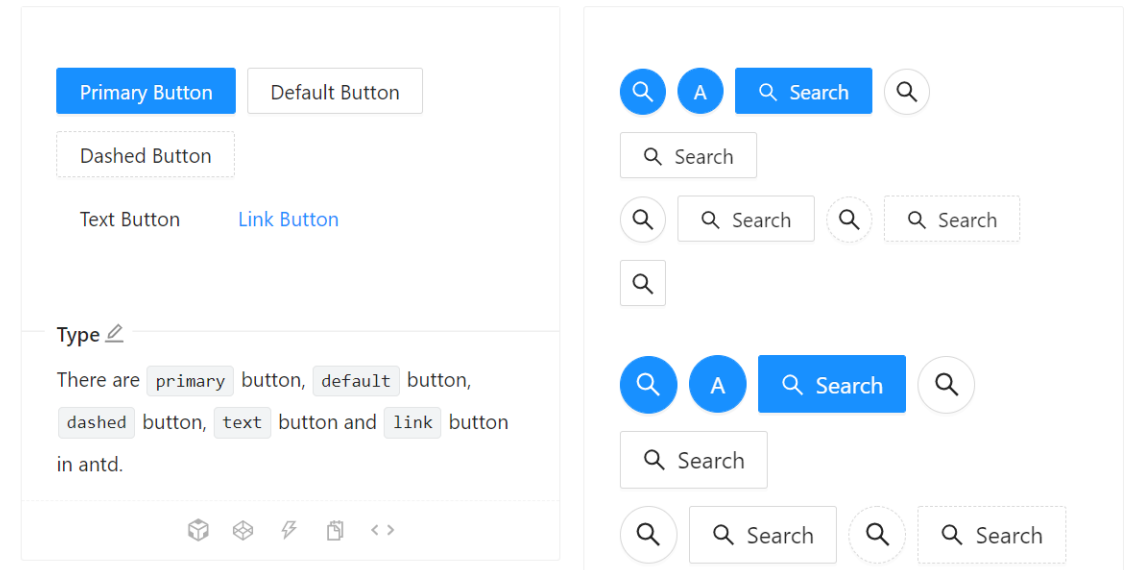 Primary Button
Default Button
Dashed Button
Text Button
Link Button
Type
There are primary button, default button,
dashed button, text button and link button
in antd.
A
Search
Search
Search
Search
A
Search
Search
Search
Search